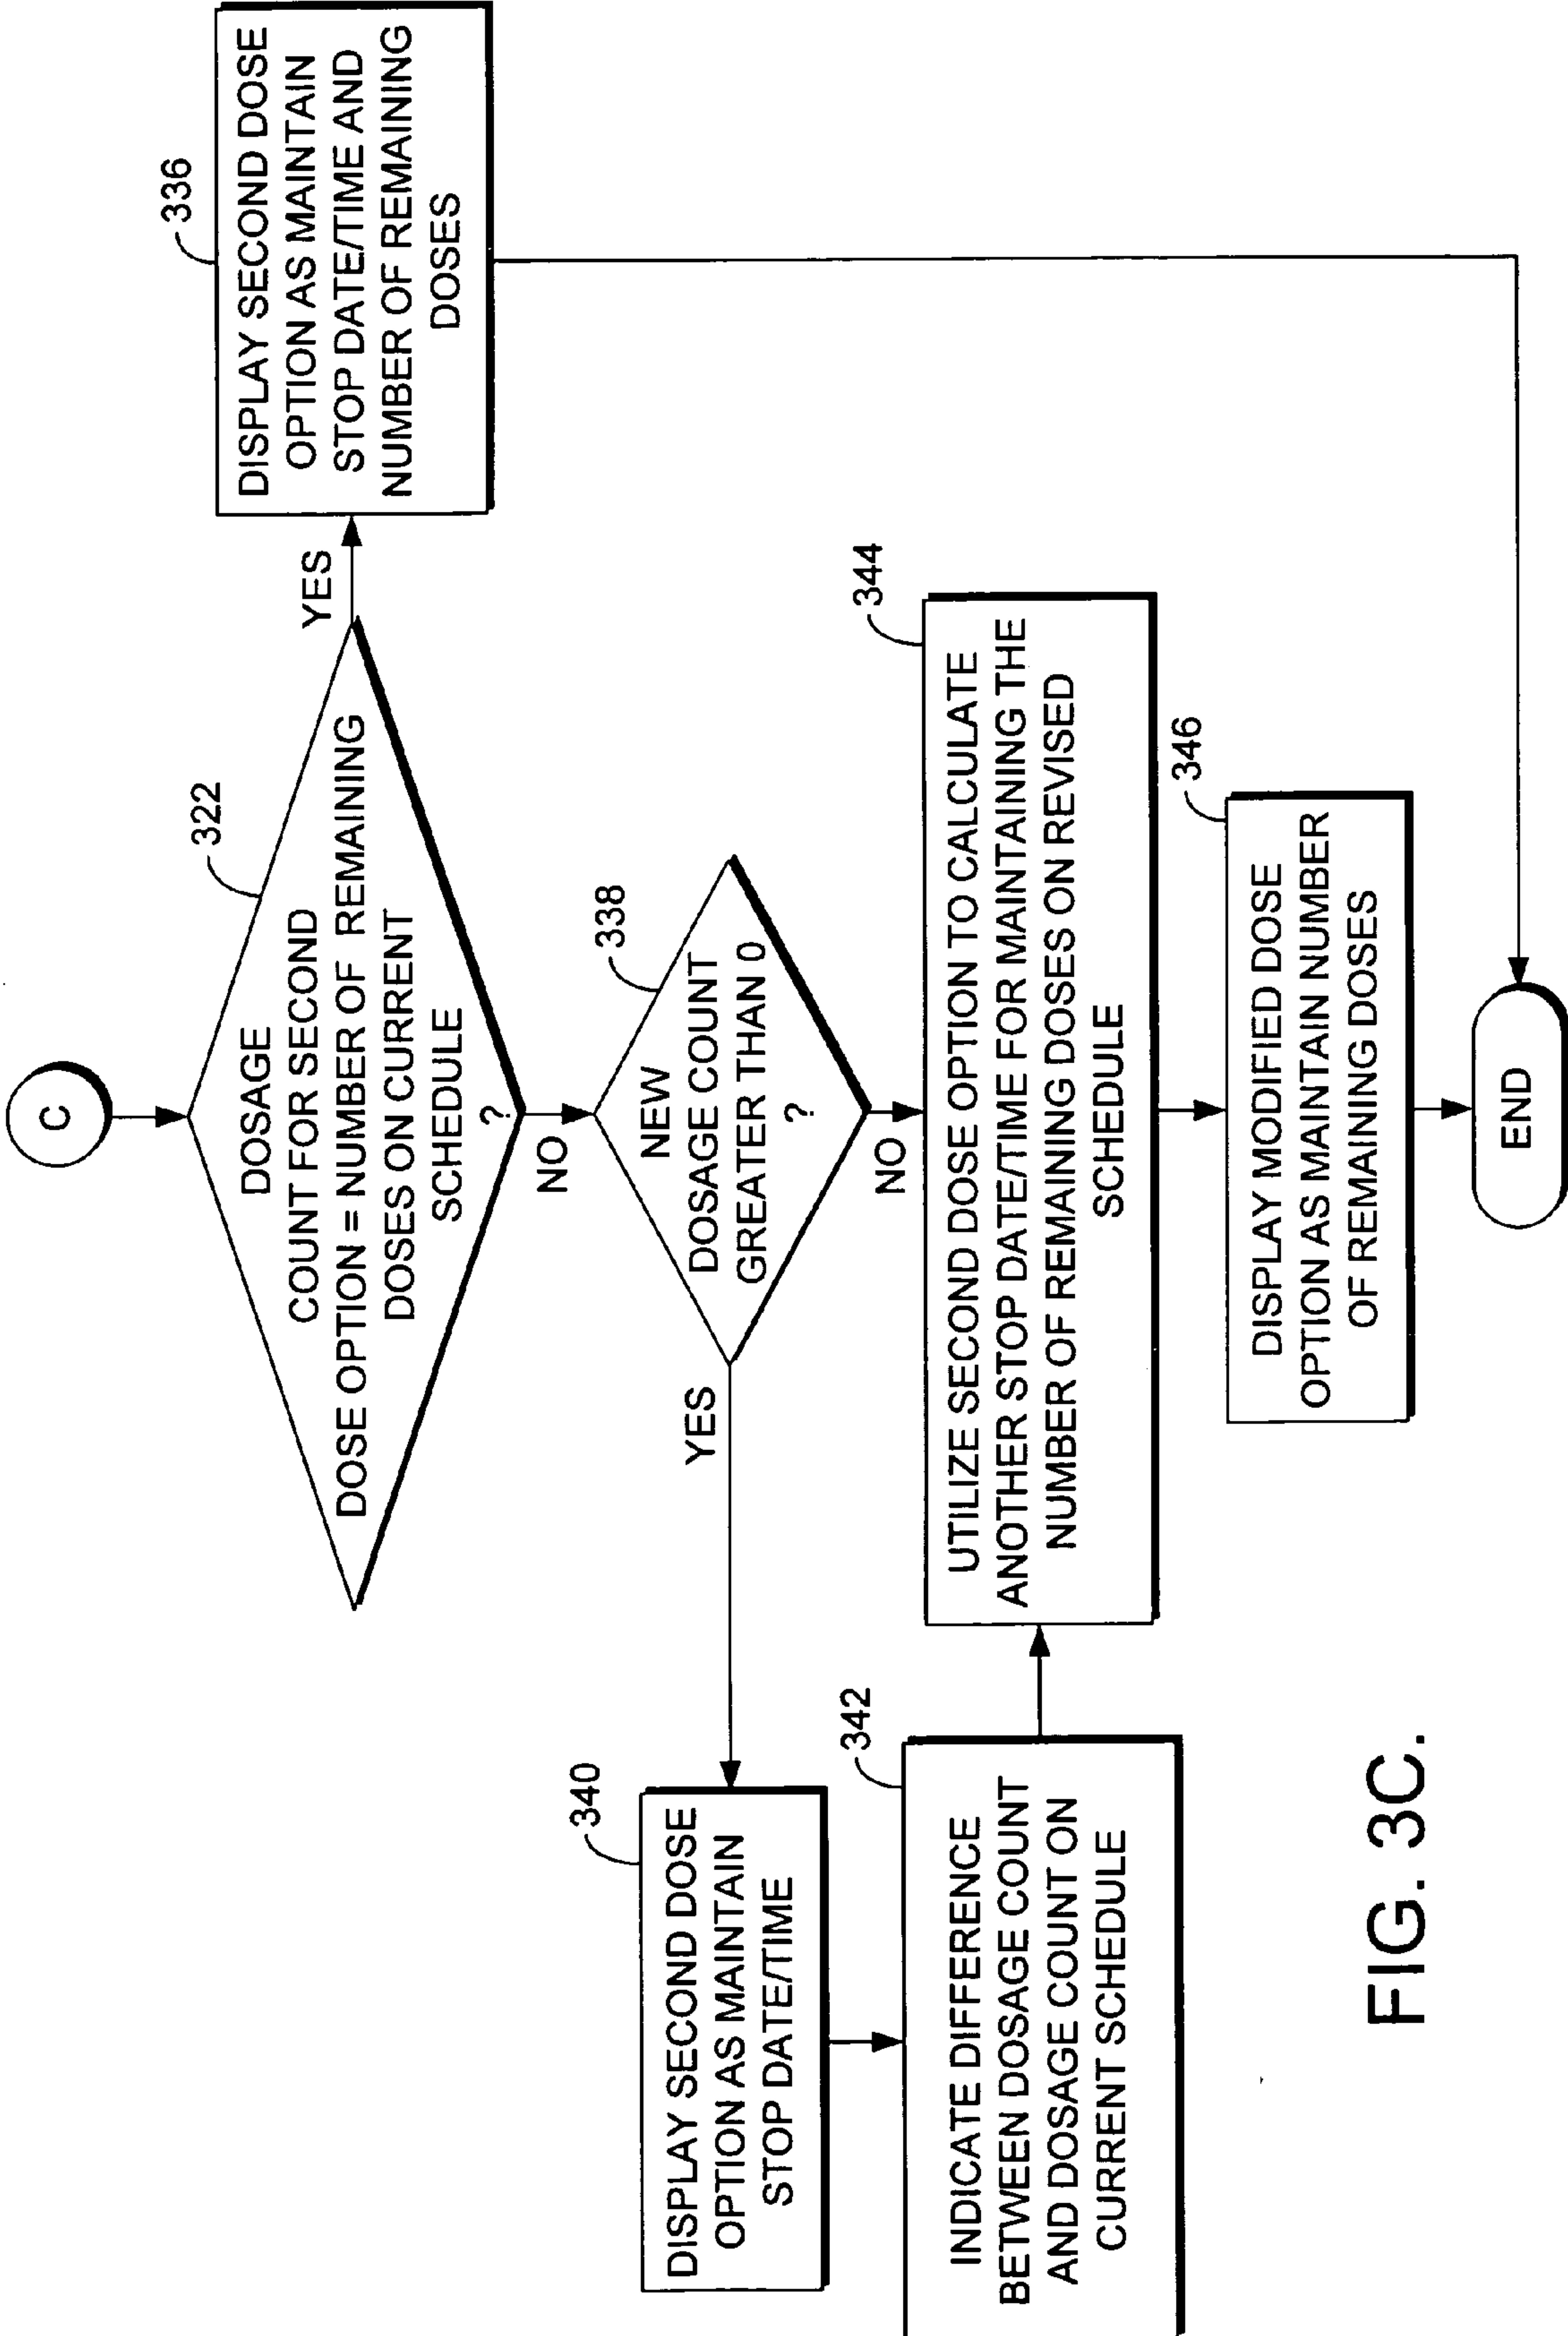 C
322
DOSAGE
COUNT FOR SECOND
DOSE OPTION = NUMBER OF REMAINING
DOSES ON CURRENT
SCHEDULE
?
YES
336
DISPLAY SECOND DOSE
OPTION AS MAINTAIN
STOP DATE/TIME AND
NUMBER OF REMAINING
DOSES
NO
338
NEW
DOSAGE COUNT
GREATER THAN 0
?
YES
340
DISPLAY SECOND DOSE
OPTION AS MAINTAIN
STOP DATE/TIME
342
INDICATE DIFFERENCE
BETWEEN DOSAGE COUNT
AND DOSAGE COUNT ON
CURRENT SCHEDULE
NO
344
UTILIZE SECOND DOSE OPTION TO CALCULATE
ANOTHER STOP DATE/TIME FOR MAINTAINING THE
NUMBER OF REMAINING DOSES ON REVISED
SCHEDULE
346
DISPLAY MODIFIED DOSE
OPTION AS MAINTAIN NUMBER
OF REMAINING DOSES
END
FIG. 3C.